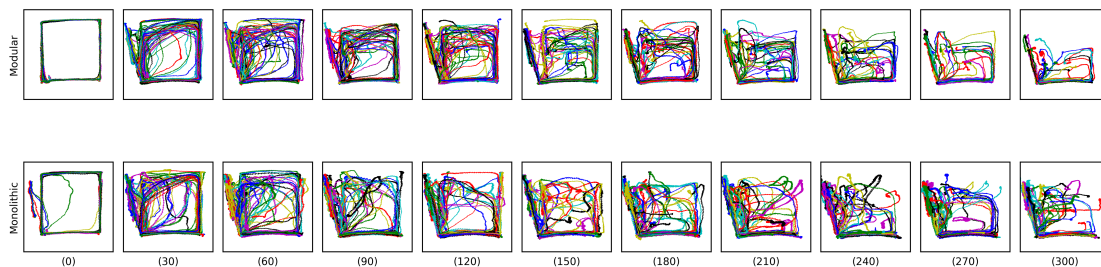 Modular
Monolithic
(0) (30) (60) (90) (120) (150) (180) (210) (240) (270) (300)